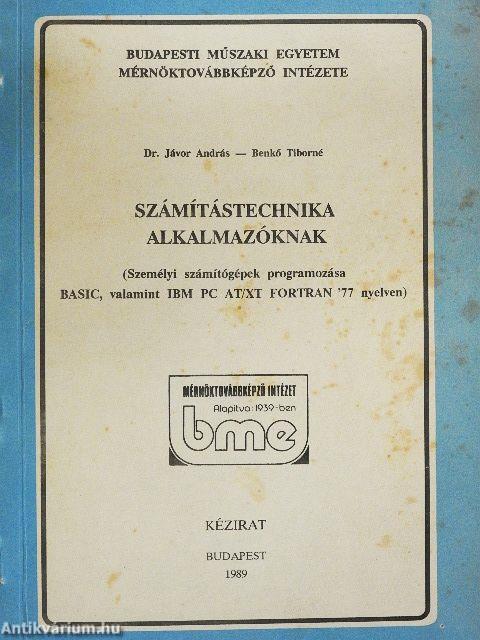 BUDAPESTI MŰSZAKI EGYETEM
MÉRNÖKTOVÁBBKÉPZŐ INTÉZETE
Dr. Jávor András — Benkő Tiborné
SZÁMÍTÁSTECHNIKA
ALKALMAZÓKNAK
(Személyi számítógépek programozása
BASIC, valamint IBM PC AT/XT FORTRAN '77 nyelven)
MÉRNÖKTOVÁBBKÉPZŐ INTÉZET
Alapítva: 1939-ben
bme
KÉZIRAT
BUDAPEST
1989
Antikvárium.hu